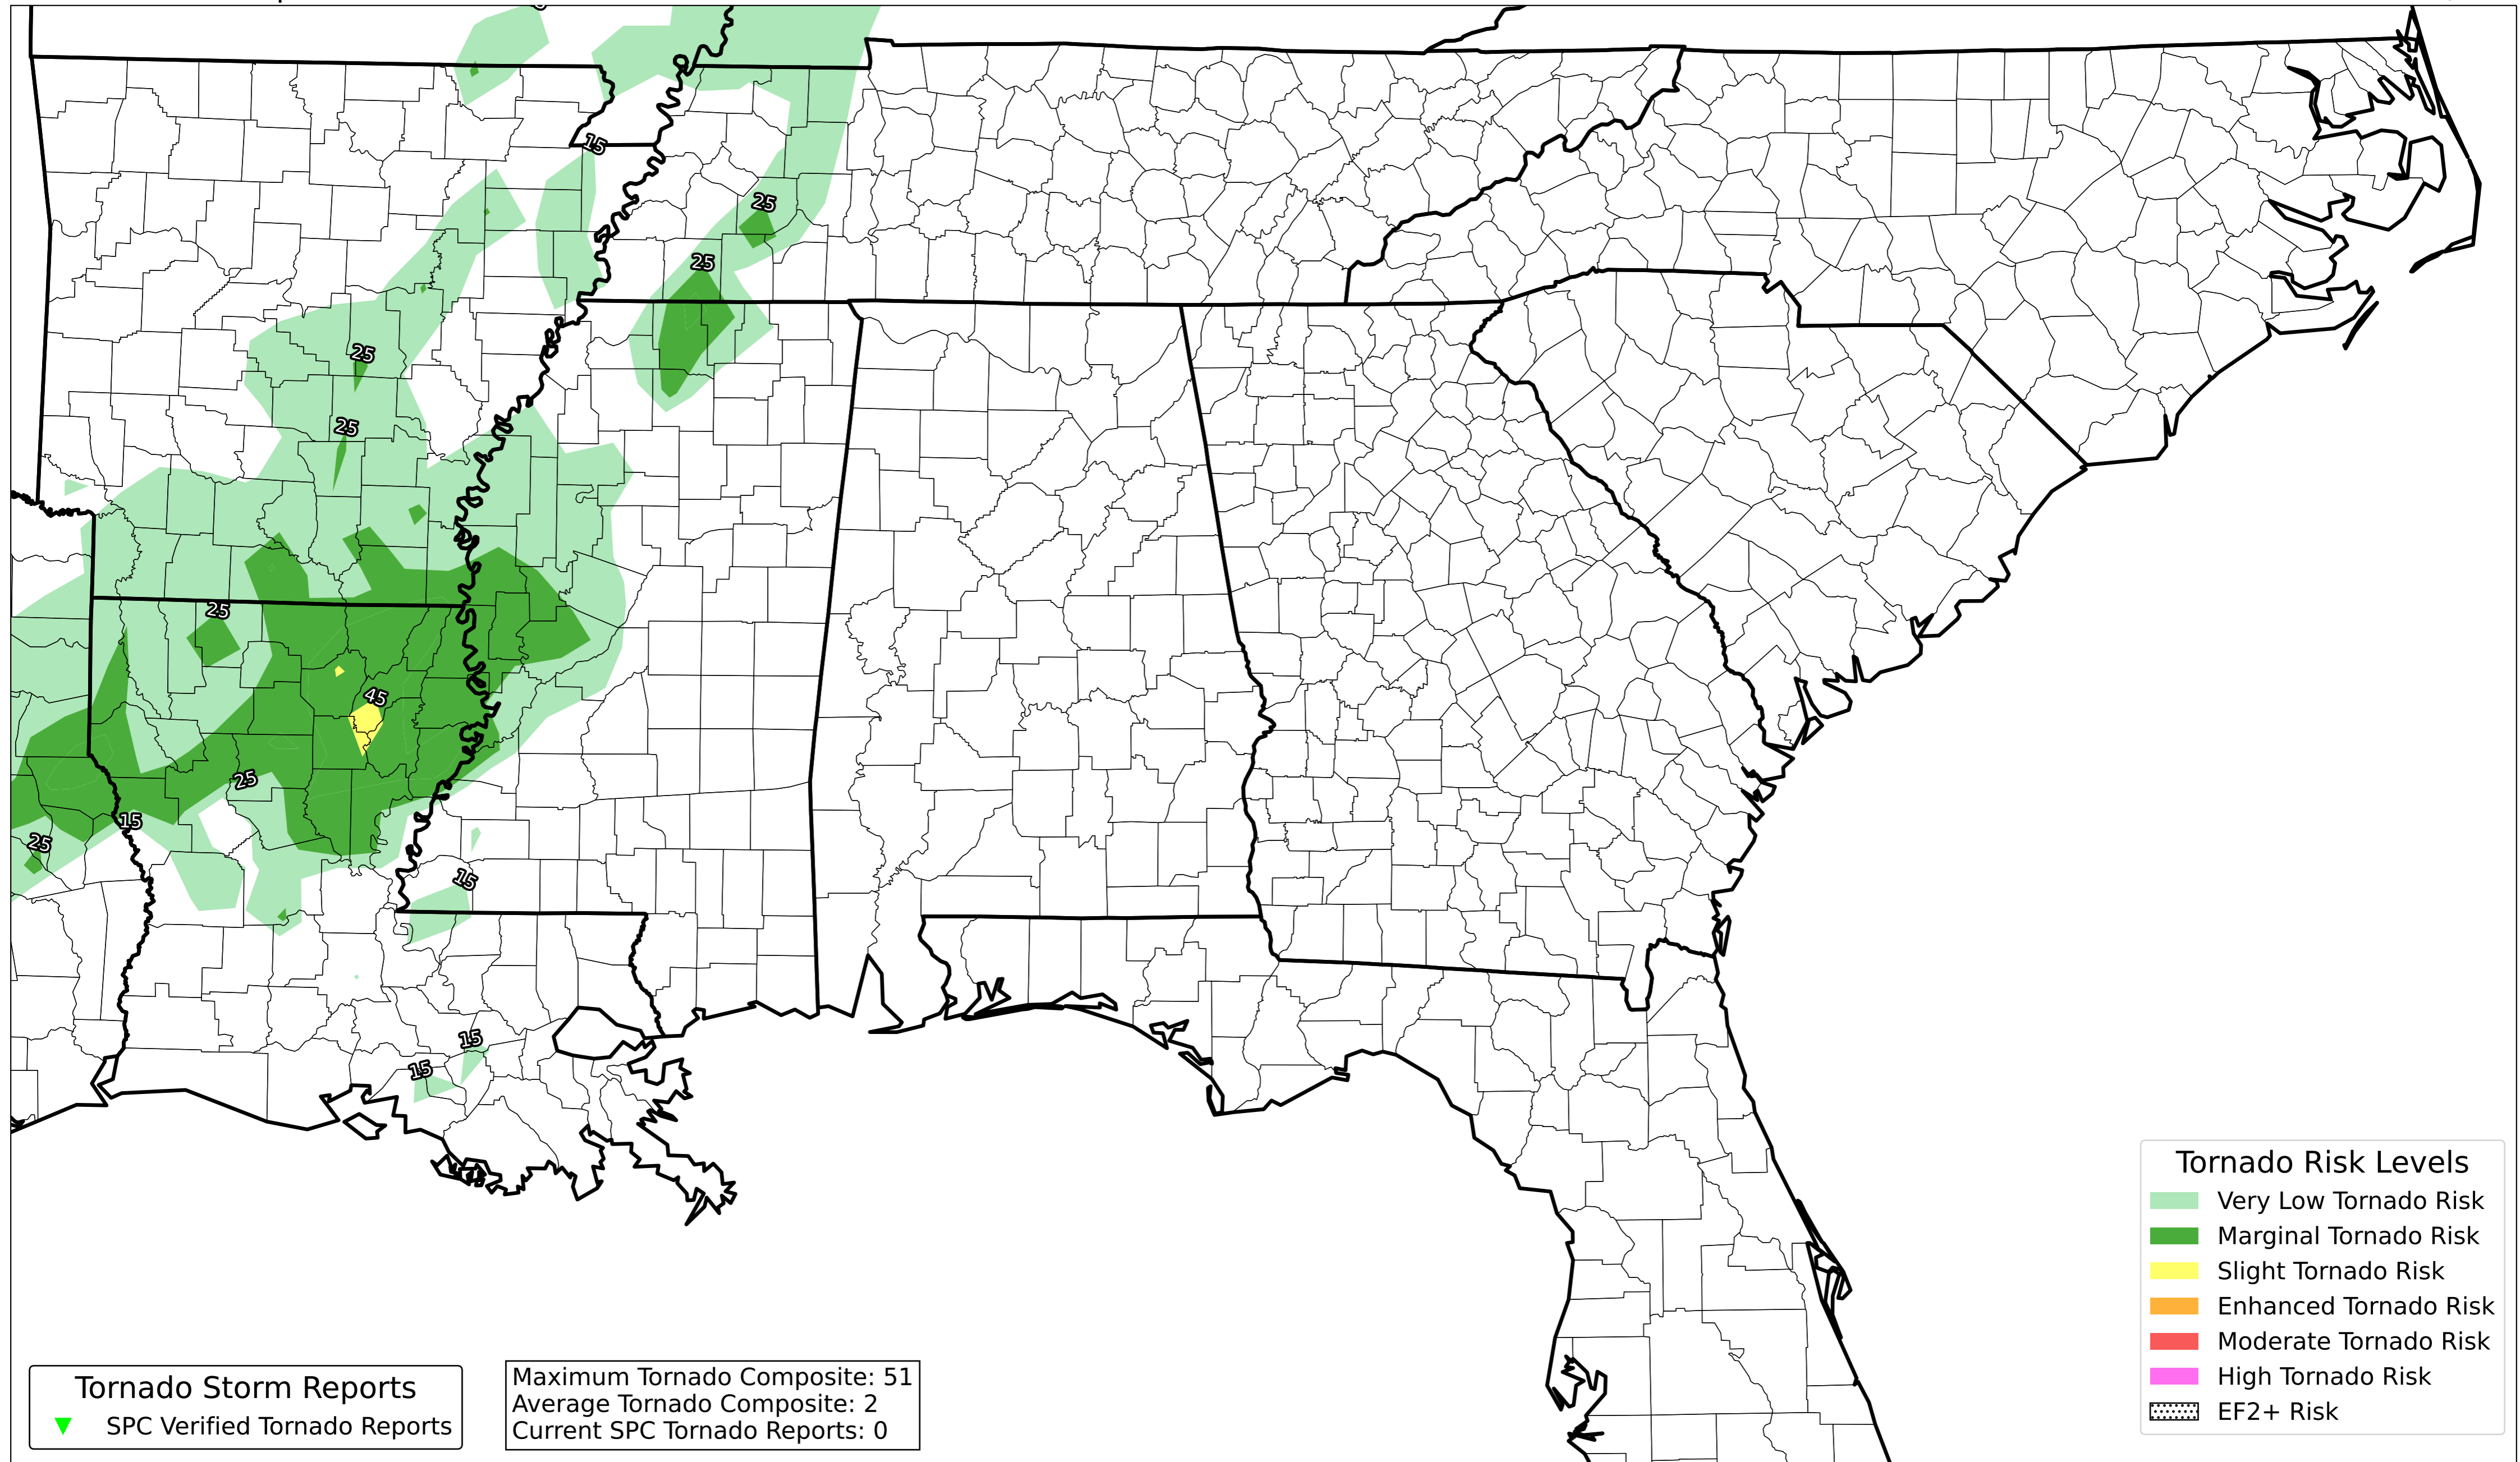 15
25
25
25
25
25
45
25
15
25
15
15
15
Tornado Risk Levels
Very Low Tornado Risk
Marginal Tornado Risk
Slight Tornado Risk
Enhanced Tornado Risk
Moderate Tornado Risk
High Tornado Risk
EF2+ Risk
Tornado Storm Reports
SPC Verified Tornado Reports
Maximum Tornado Composite: 51
Average Tornado Composite: 2
Current SPC Tornado Reports: 0